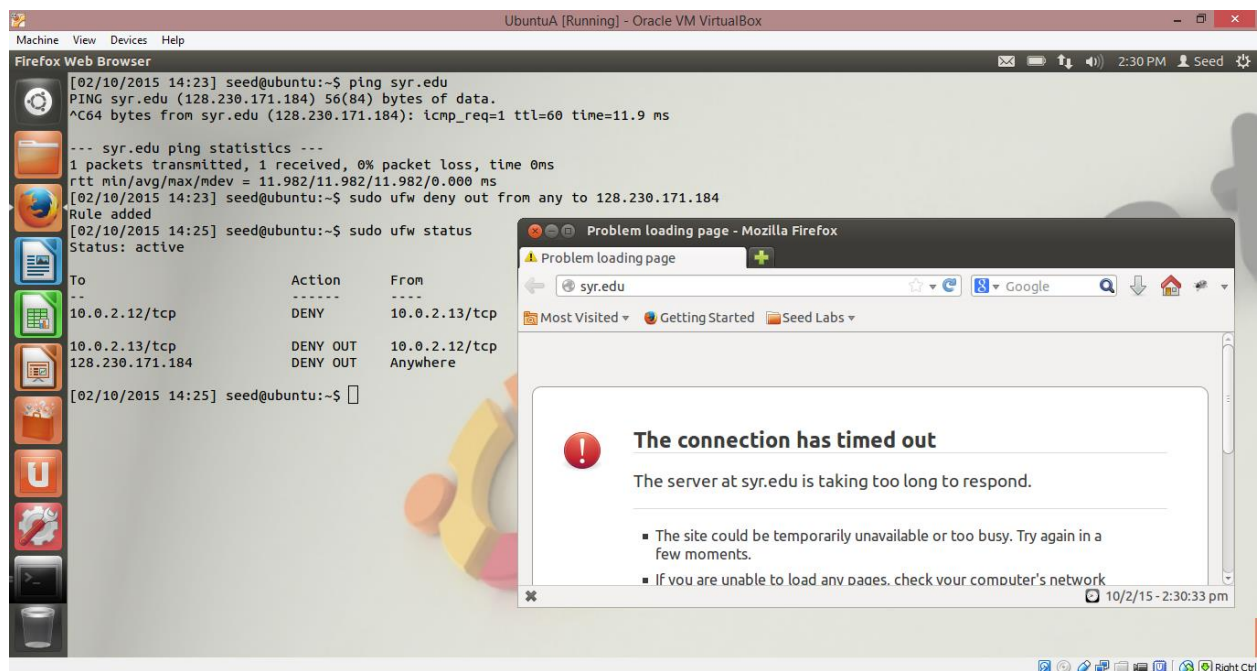 UbuntuA [Running] - Oracle VM VirtualBox
Machine View Devices Help
Firefox Web Browser
2:30 PM Seed
[02/10/2015 14:23] seed@ubuntu:~$ ping syr.edu
PING syr.edu (128.230.171.184) 56(84) bytes of data.
^C64 bytes from syr.edu (128.230.171.184): icmp_req=1 ttl=60 time=11.9 ms
--- syr.edu ping statistics ---
1 packets transmitted, 1 received, 0% packet loss, time 0ms
rtt min/avg/max/mdev = 11.982/11.982/11.982/0.000 ms
[02/10/2015 14:23] seed@ubuntu:~$ sudo ufw deny out from any to 128.230.171.184
Rule added
[02/10/2015 14:25] seed@ubuntu:~$ sudo ufw status
Status: active
To Action From
-- ------ ----
10.0.2.12/tcp DENY 10.0.2.13/tcp
10.0.2.13/tcp DENY OUT 10.0.2.12/tcp
128.230.171.184 DENY OUT Anywhere
[02/10/2015 14:25] seed@ubuntu:~$
Problem loading page - Mozilla Firefox
Problem loading page
syr.edu
Google
Most Visited Getting Started Seed Labs
The connection has timed out
The server at syr.edu is taking too long to respond.
The site could be temporarily unavailable or too busy. Try again in a
few moments.
If you are unable to load any pages, check your computer's network
10/2/15 - 2:30:33 pm
Right Ctrl